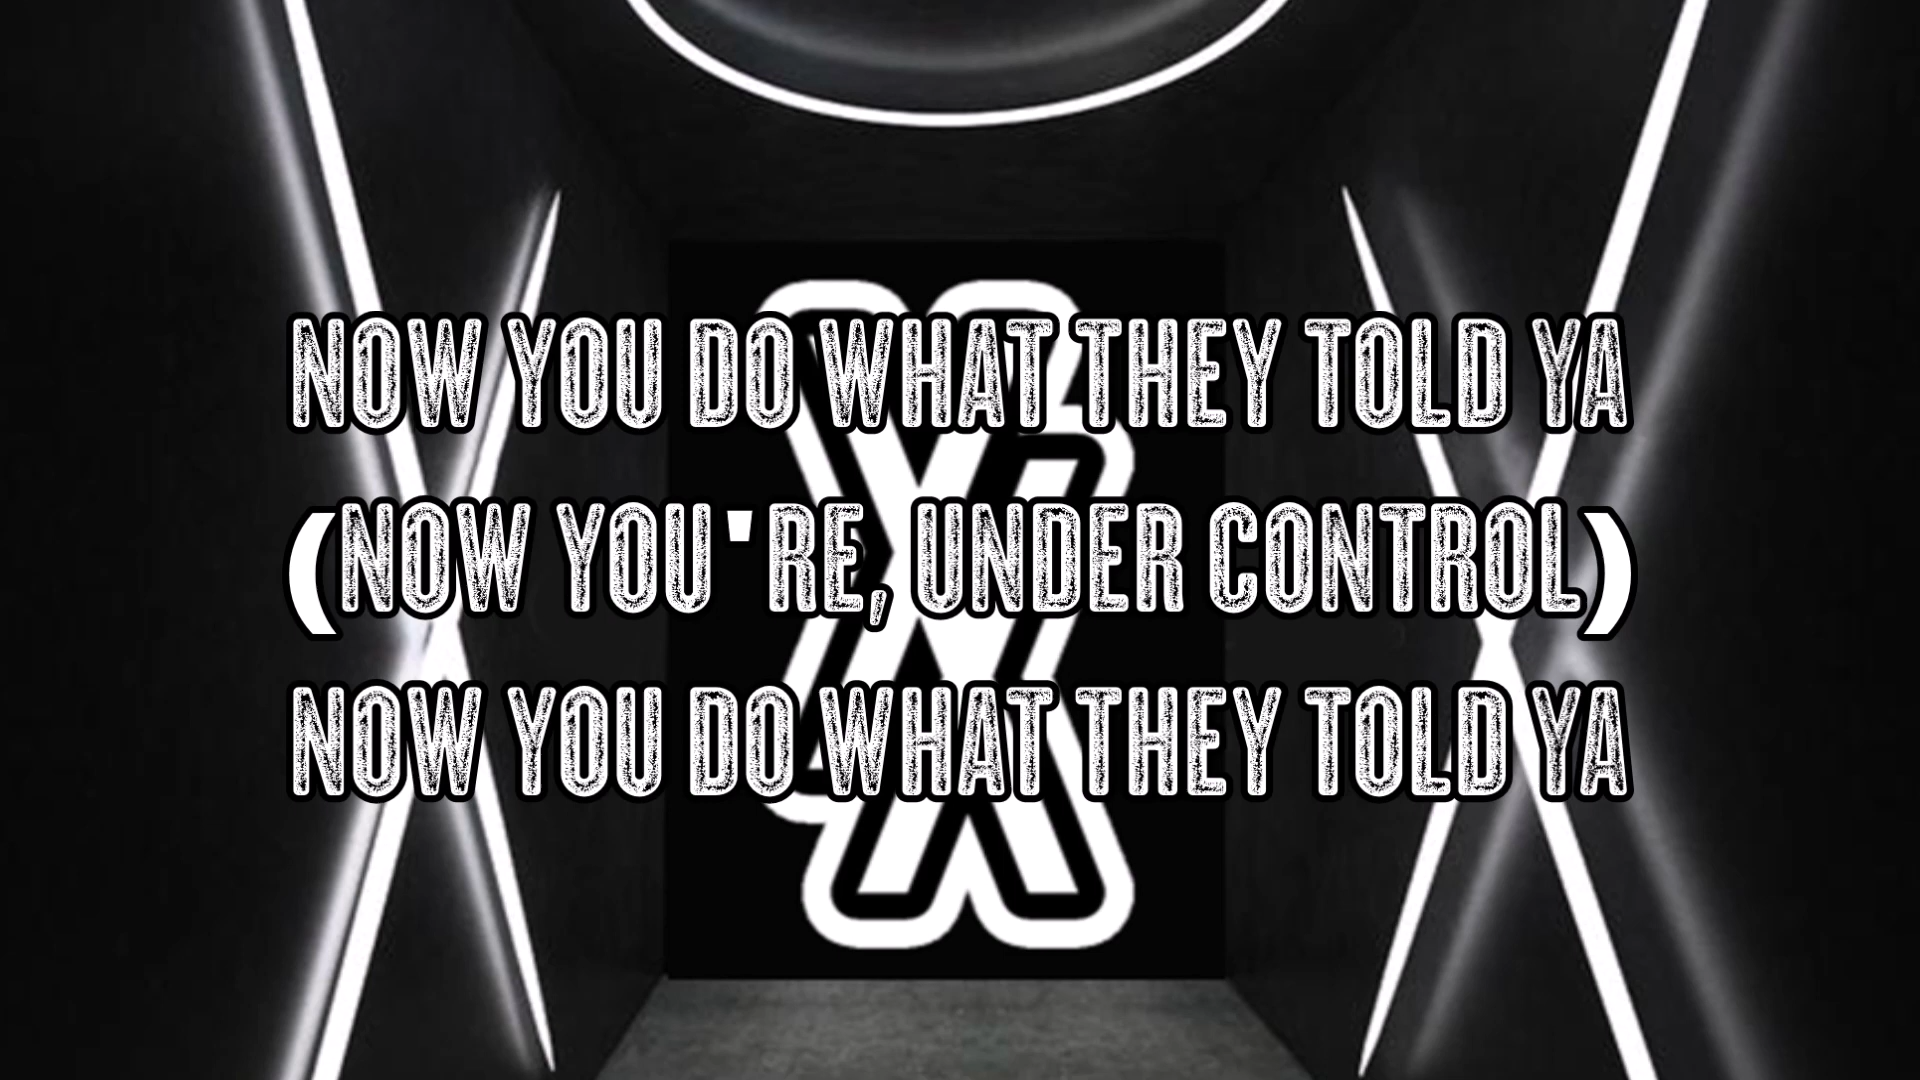 NOW YOU DO WHAT THEY TOLD YA
(NOW YOU'RE, UNDER CONTROL)
NOW YOU DO WHAT THEY TOLD YA